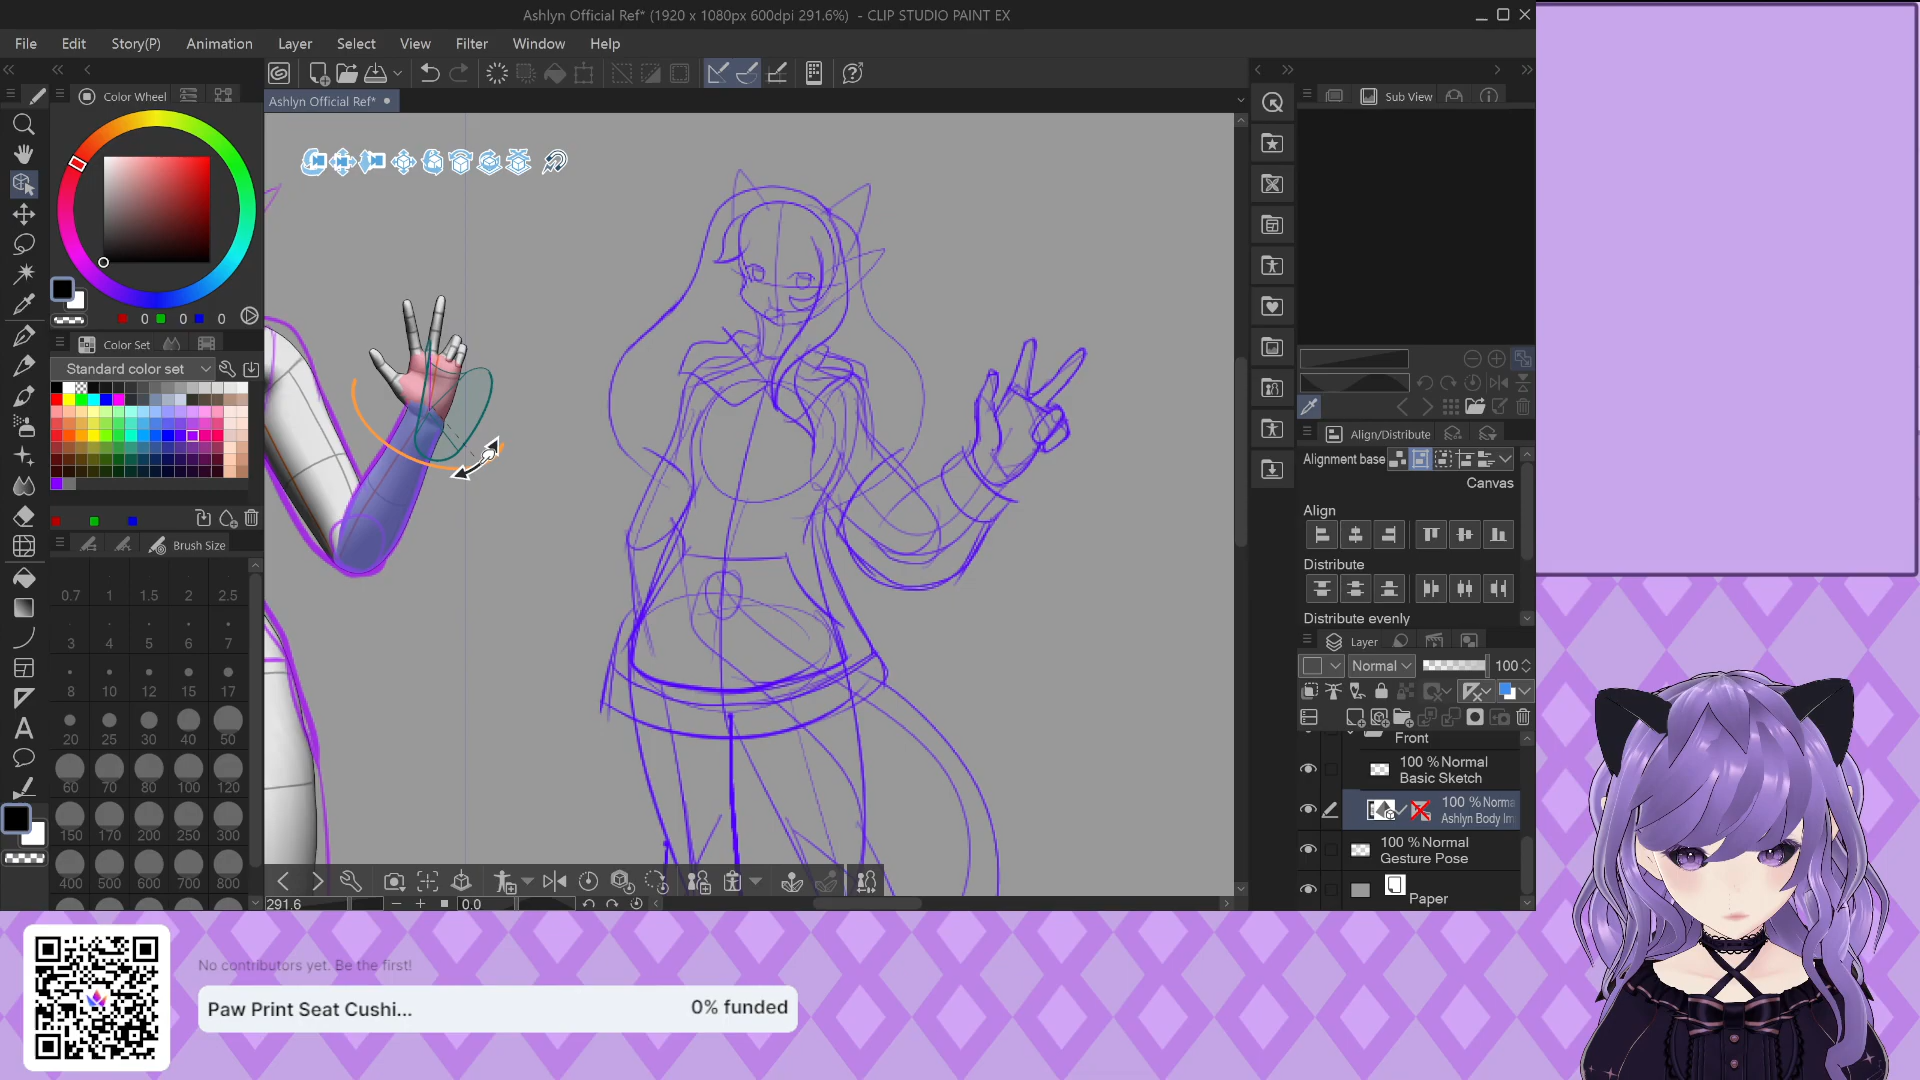 Ashlyn Official Ref* (1920 x 1080px 600dpi 291.6%) - CLIP STUDIO PAINT EX
File Edit Story(P) Animation Layer Select View Filter Window Help
Ashlyn Official Ref*
Color Wheel
Sub View
0 0 0
Color Set
Standard color set
Align/Distribute
Alignment base
Canvas
Align
Distribute
Distribute evenly
Brush Size
0.7 1 1.5 2 2.5
3 4 5 6 7
8 10 12 15 17
20 25 30 40 50
60 70 80 100 120
150 170 200 250 300
400 500 600 700 800
Layer
Normal 100
Front
100 % Normal
Basic Sketch
100 % Norma
Ashlyn Body Im
100 % Normal
Gesture Pose
Paper
291.6 0.0
No contributors yet. Be the first!
Paw Print Seat Cushi... 0% funded